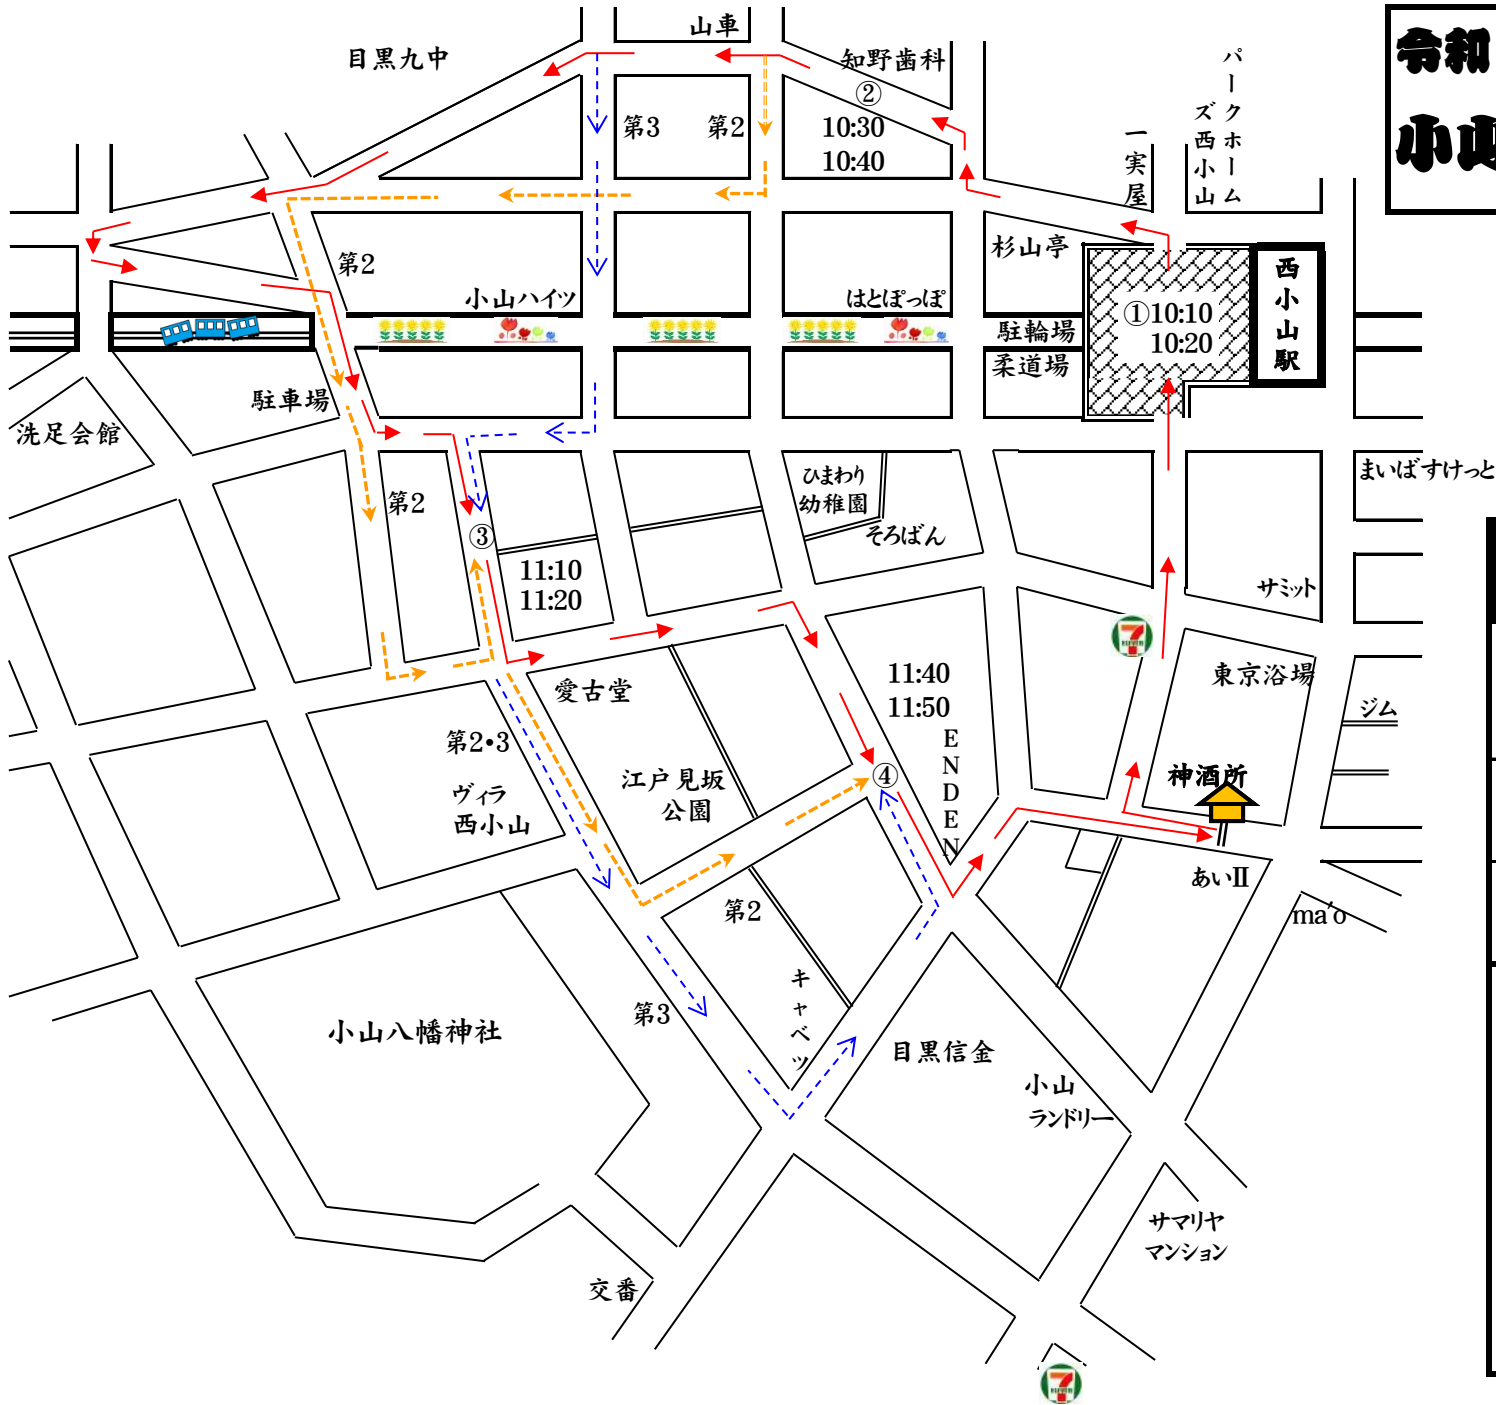 令和
小山
山車
目黒九中
知野歯科
②
10:30
10:40
第3
第2
パークホームズ西小山
一実屋
杉山亭
西小山駅
①10:10
10:20
第2
小山ハイツ
はとぽっぽ
駐輪場
柔道場
駐車場
洗足会館
まいばすけっと
ひまわり
幼稚園
そろばん
第2
③
11:10
11:20
サミット
7
ELEVEN
東京浴場
11:40
11:50
愛古堂
ジム
第2・3
江戸見坂
公園
④
ENDEN
神酒所
ヴィラ
西小山
あいⅡ
第2
ma'o
キャベツ
第3
小山八幡神社
目黒信金
小山
ランドリー
サマリヤ
マンション
交番
7
ELEVEN